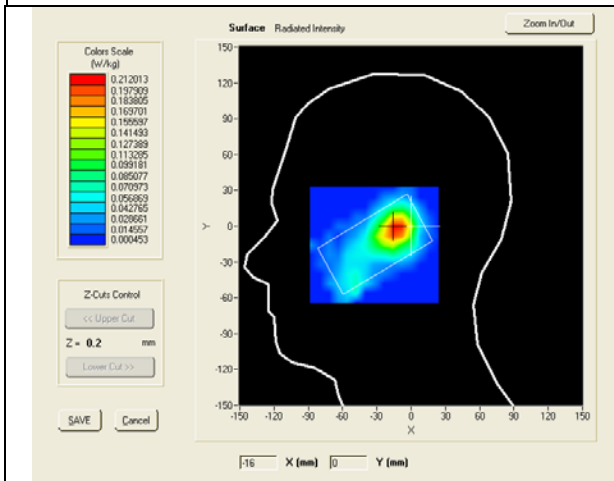 Surface Radiated Intensity
Zoom In/Out
Colors Scale
(W/kg)
0.212013
0.197909
0.183805
0.169701
0.155597
0.141493
0.127389
0.113285
0.099181
0.085077
0.070973
0.056869
0.042765
0.028661
0.014557
0.000453
150
120
90
60
30
0
-30
-60
-90
-120
-150
Y
-150 -120 -90 -60 -30 0 30 60 90 120 150
X
Z-Cuts Control
<< Upper Cut
Z = 0.2 mm
Lower Cut >>
SAVE Cancel
-16 X (mm) 0 Y (mm)